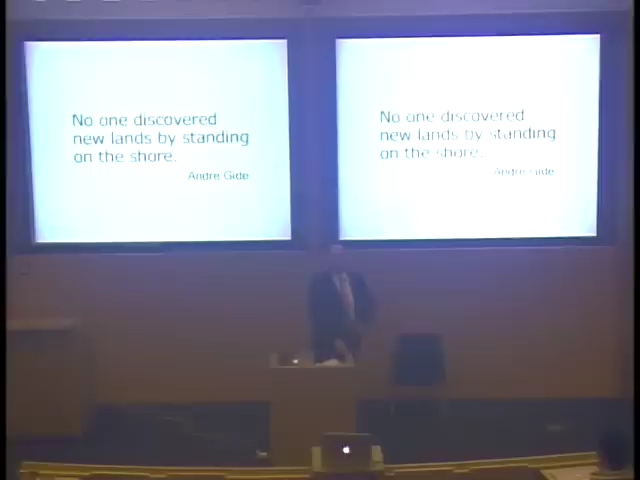 No one discovered
new lands by standing
on the shore.
Andre Gide
No one discovered
new lands by standing
on the shore.
Andre Gide